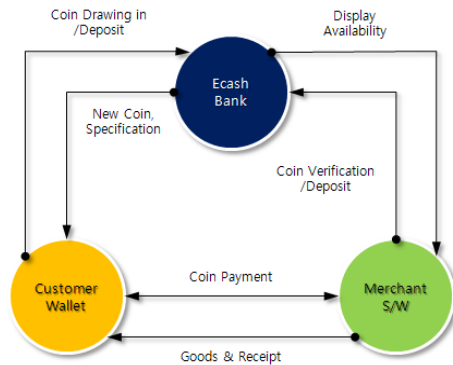 Coin Drawing in
/Deposit
Display
Availability
Ecash
Bank
New Coin,
Specification
Coin Verification
/Deposit
Customer
Wallet
Coin Payment
Merchant
S/W
Goods & Receipt